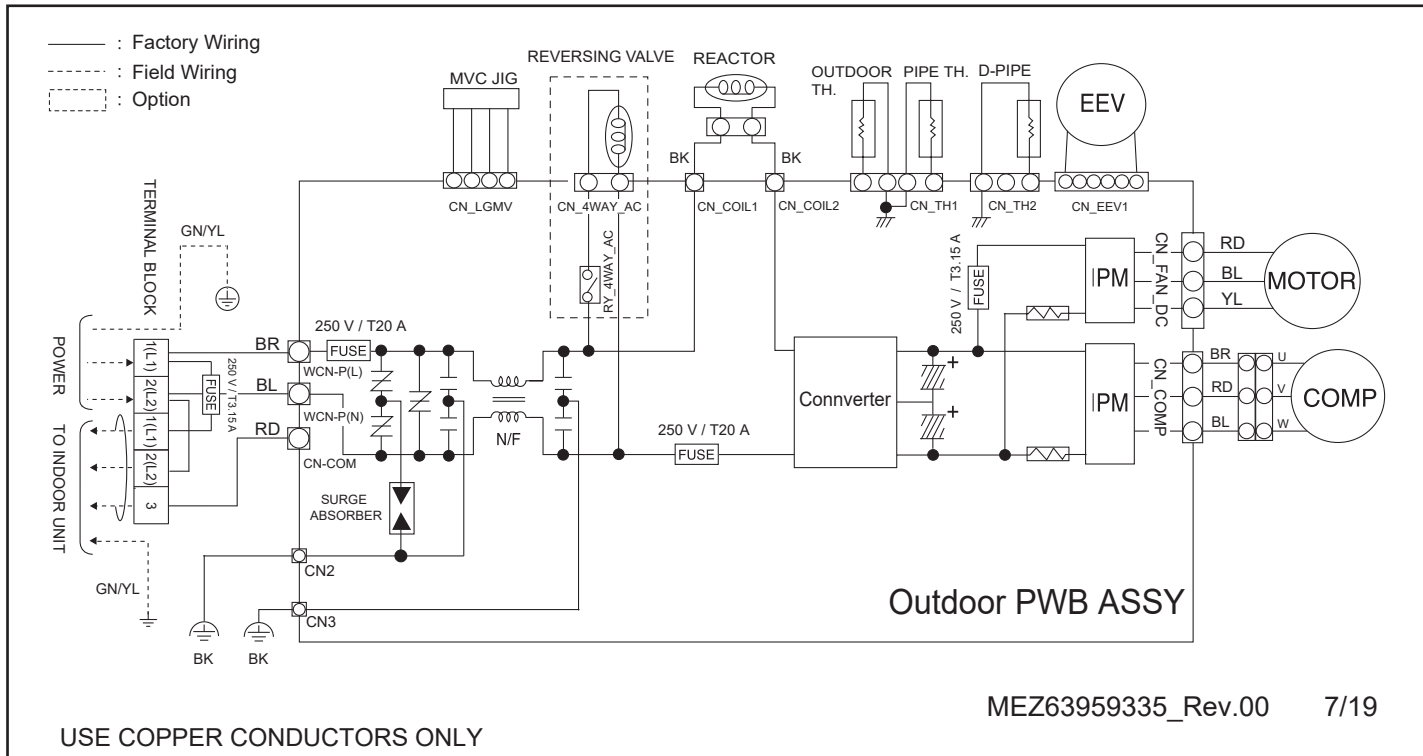 : Factory Wiring
: Field Wiring
: Option
MVC JIG
REVERSING VALVE
REACTOR
OUTDOOR TH.
PIPE TH.
D-PIPE
EEV
BK
BK
CN_LGMV
CN_4WAY_AC
CN_COIL1
CN_COIL2
CN_TH1
CN_TH2
CN_EEV1
RY_4WAY_AC
TERMINAL BLOCK
GN/YL
POWER
TO INDOOR UNIT
1(L1)
2(L2)
1(L1)
2(L2)
3
FUSE
250 V / T3.15 A
GN/YL
BR
BL
RD
WCN-P(L)
WCN-P(N)
CN-COM
250 V / T20 A
FUSE
N/F
SURGE
ABSORBER
CN2
CN3
BK
BK
250 V / T20 A
FUSE
Connverter
+
+
250 V / T3.15 A
FUSE
IPM
IPM
CN_FAN_DC
RD
BL
YL
MOTOR
CN_COMP
BR
RD
BL
U
V
W
COMP
Outdoor PWB ASSY
MEZ63959335_Rev.00
7/19
USE COPPER CONDUCTORS ONLY